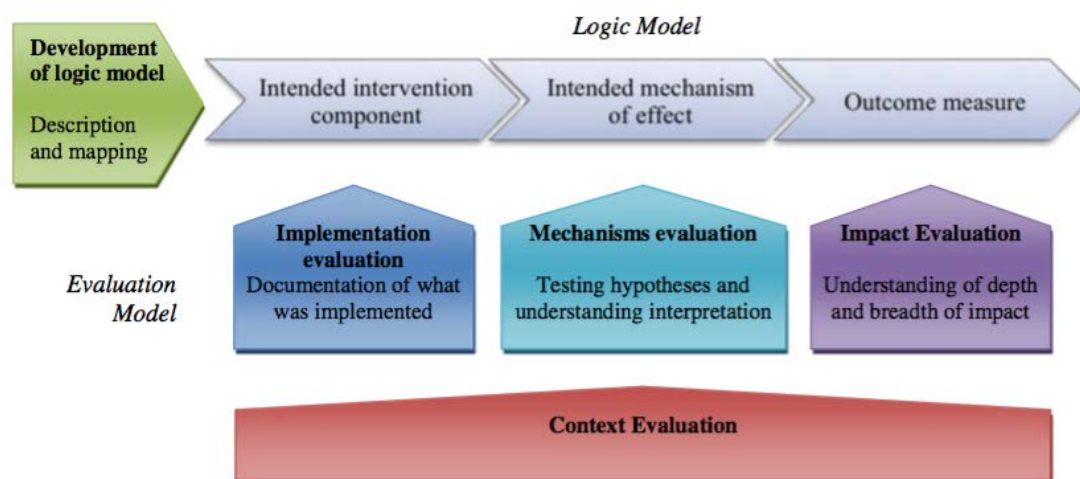 Logic Model
Development
of logic model
Description
and mapping
Intended intervention
component
Intended mechanism
of effect
Outcome measure
Evaluation
Model
Implementation
evaluation
Documentation of what
was implemented
Mechanisms evaluation
Testing hypotheses and
understanding interpretation
Impact Evaluation
Understanding of depth
and breadth of impact
Context Evaluation